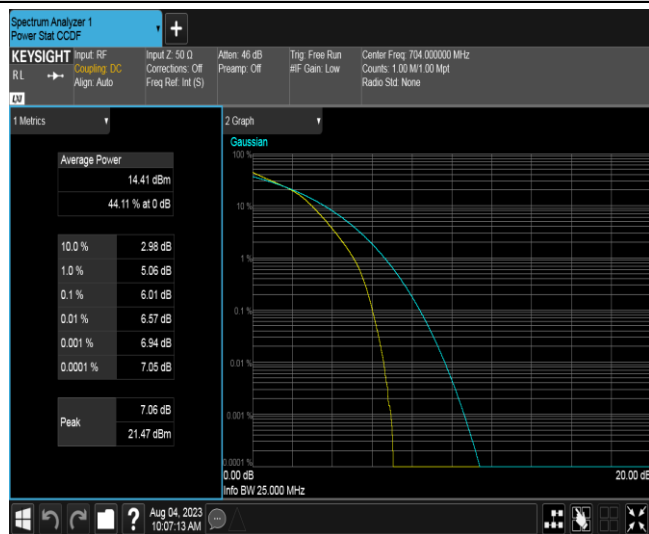 Spectrum Analyzer 1
Power Stat CCDF
+
KEYSIGHT
RL
LXI
Input: RF
Coupling: DC
Align: Auto
Input Z: 50 Ω
Corrections: Off
Freq Ref: Int (S)
Atten: 46 dB
Preamp: Off
Trig: Free Run
#IF Gain: Low
Center Freq: 704.000000 MHz
Counts: 1.00 M/1.00 Mpt
Radio Std: None
1 Metrics
Average Power
14.41 dBm
44.11 % at 0 dB
10.0 % 2.98 dB
1.0 % 5.06 dB
0.1 % 6.01 dB
0.01 % 6.57 dB
0.001 % 6.94 dB
0.0001 % 7.05 dB
Peak
7.06 dB
21.47 dBm
2 Graph
Gaussian
100 %
10 %
1 %
0.1 %
0.01 %
0.001 %
0.0001 %
0.00 dB
20.00 dB
Info BW 25.000 MHz
?
Aug 04, 2023
10:07:13 AM